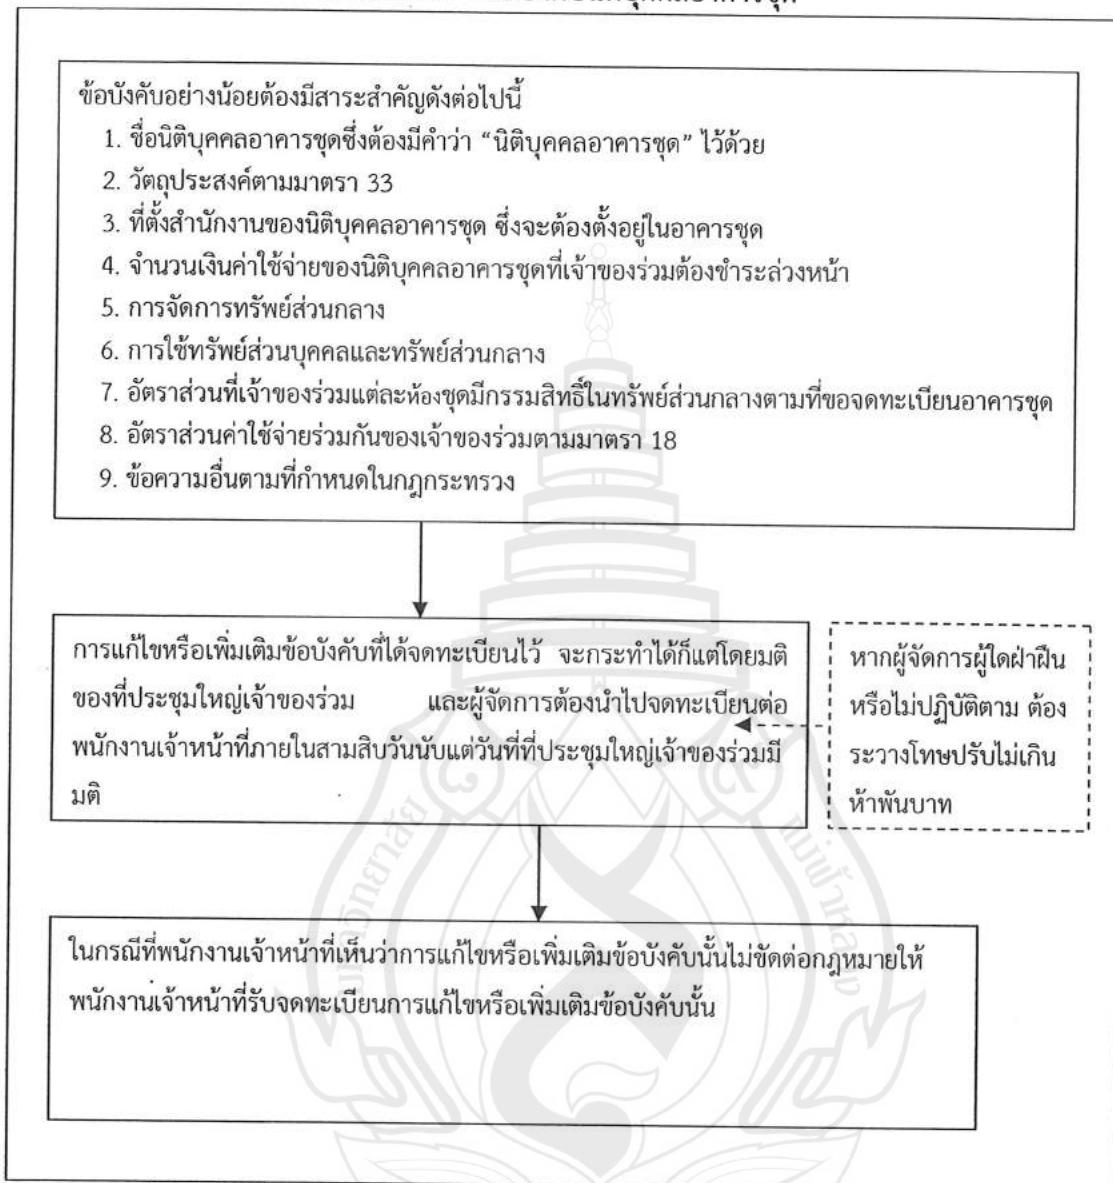 ข้อบังคับอย่างน้อยต้องมีสาระสำคัญดังต่อไปนี้
1. ชื่อนิติบุคคลอาคารชุดซึ่งต้องมีคำว่า “นิติบุคคลอาคารชุด” ไว้ด้วย
2. วัตถุประสงค์ตามมาตรา 33
3. ที่ตั้งสำนักงานของนิติบุคคลอาคารชุด ซึ่งจะต้องตั้งอยู่ในอาคารชุด
4. จำนวนเงินค่าใช้จ่ายของนิติบุคคลอาคารชุดที่เจ้าของร่วมต้องชำระล่วงหน้า
5. การจัดการทรัพย์ส่วนกลาง
6. การใช้ทรัพย์ส่วนบุคคลและทรัพย์ส่วนกลาง
7. อัตราส่วนที่เจ้าของร่วมแต่ละห้องชุดมีกรรมสิทธิ์ในทรัพย์ส่วนกลางตามที่ขอจดทะเบียนอาคารชุด
8. อัตราส่วนค่าใช้จ่ายร่วมกันของเจ้าของร่วมตามมาตรา 18
9. ข้อความอื่นตามที่กำหนดในกฎกระทรวง
การแก้ไขหรือเพิ่มเติมข้อบังคับที่ได้จดทะเบียนไว้ จะกระทำได้ก็แต่โดยมติ
ของที่ประชุมใหญ่เจ้าของร่วม และผู้จัดการต้องนำไปจดทะเบียนต่อ
พนักงานเจ้าหน้าที่ภายในสามสิบวันนับแต่วันที่ที่ประชุมใหญ่เจ้าของร่วมมี
มติ
หากผู้จัดการผู้ใดฝ่าฝืน
หรือไม่ปฏิบัติตาม ต้อง
ระวางโทษปรับไม่เกิน
ห้าพันบาท
ในกรณีที่พนักงานเจ้าหน้าที่เห็นว่าการแก้ไขหรือเพิ่มเติมข้อบังคับนั้นไม่ขัดต่อกฎหมายให้
พนักงานเจ้าหน้าที่รับจดทะเบียนการแก้ไขหรือเพิ่มเติมข้อบังคับนั้น
แม่ฟ้าหลวง